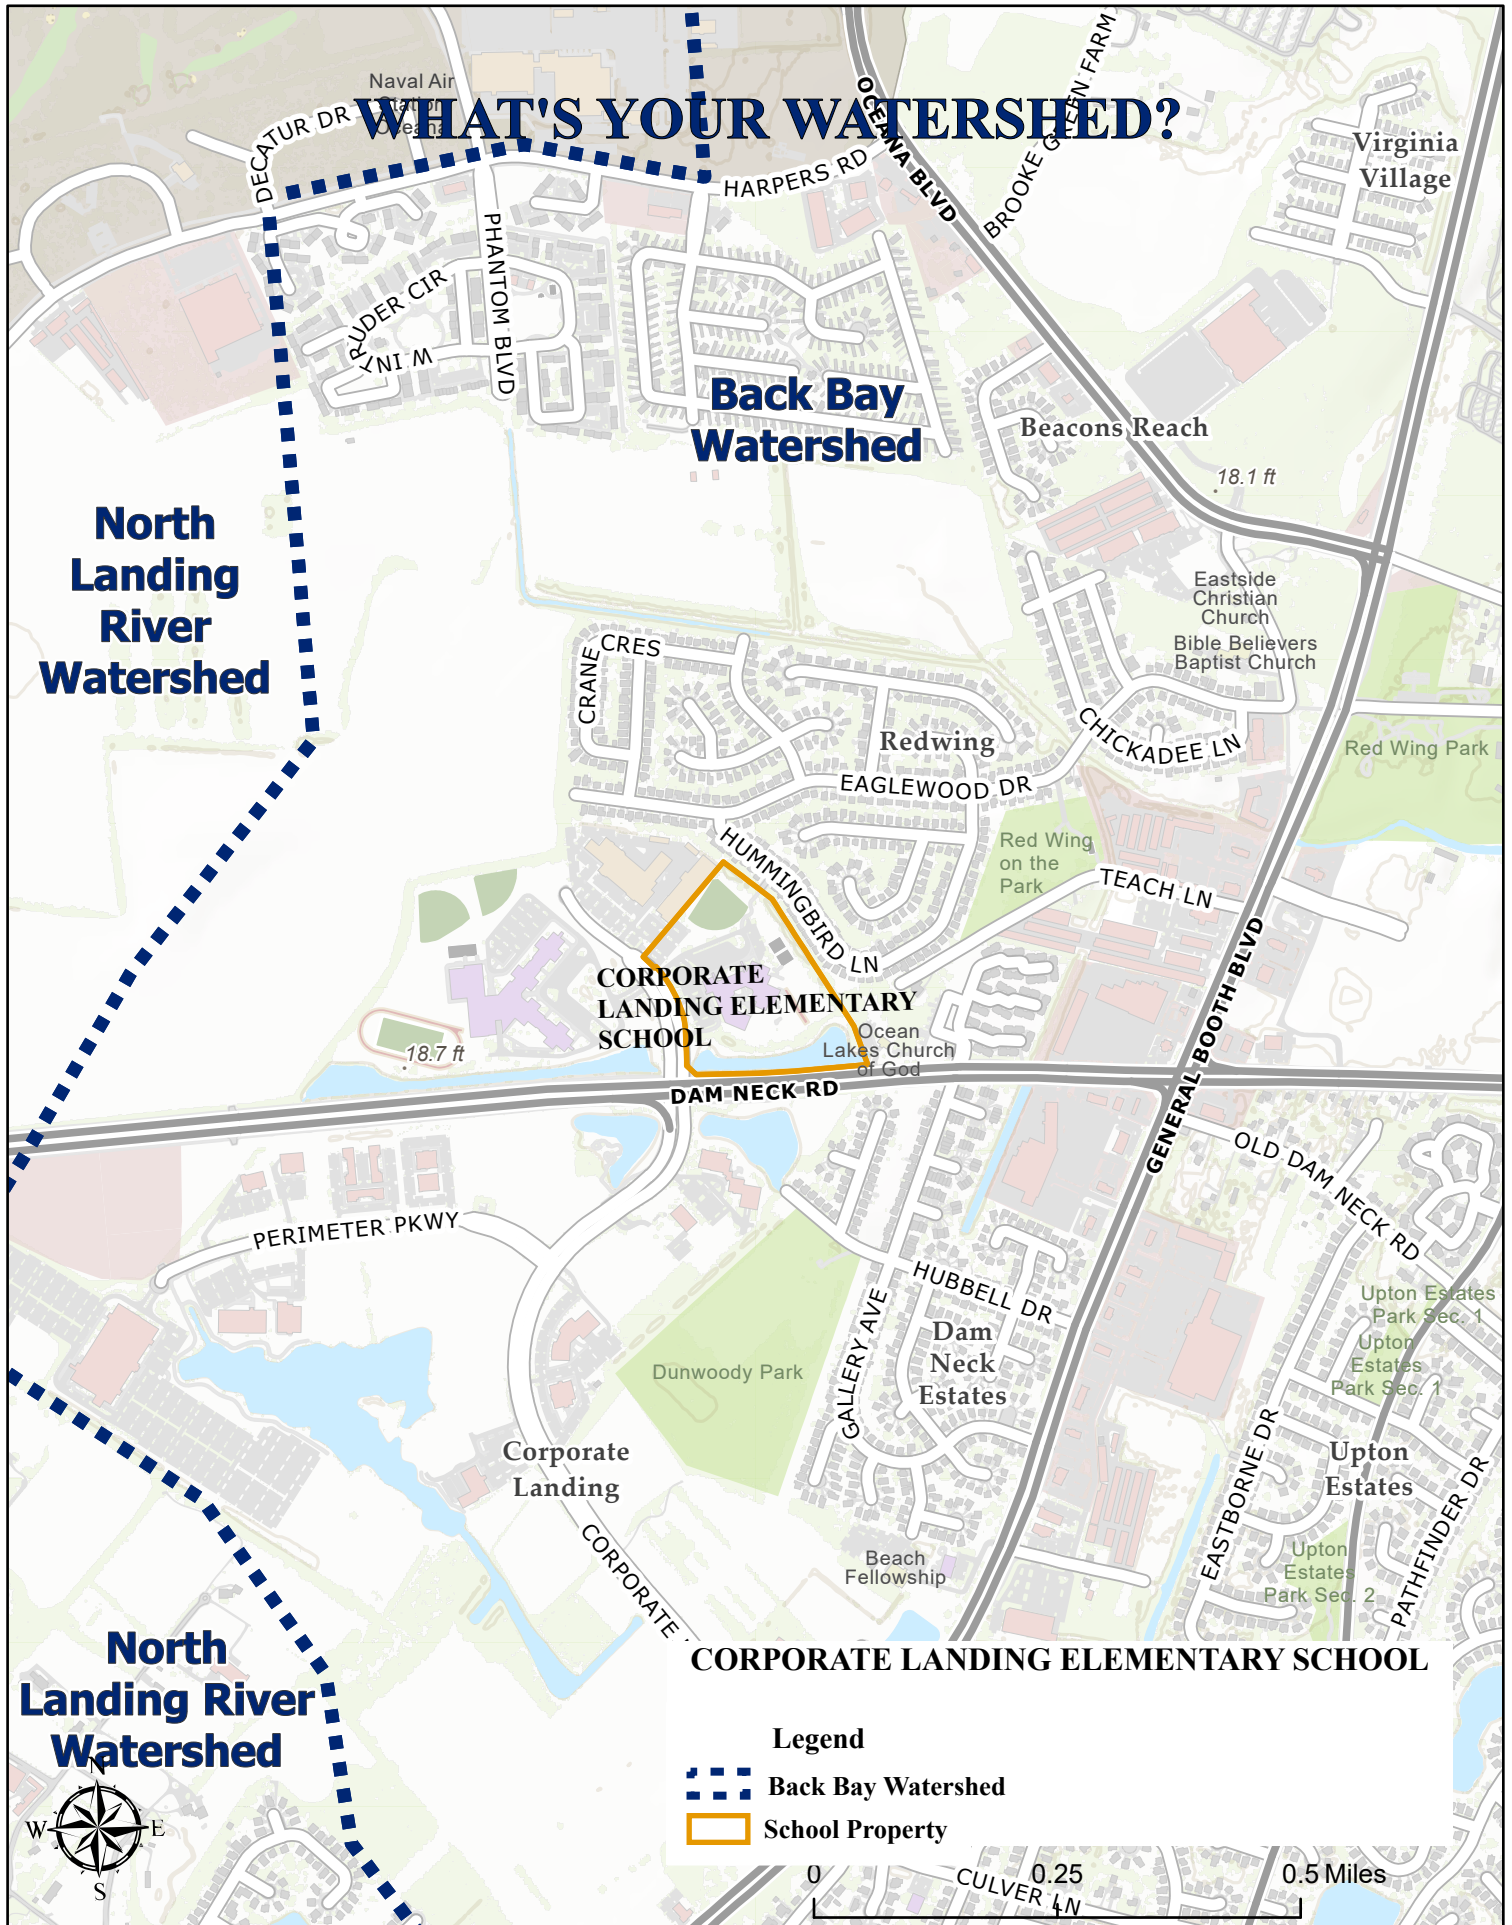 WHAT'S YOUR WATERSHED?
Naval Air
Station
Oceana
DECATUR DR
HARPERS RD
OCEANA BLVD
BROOKE GREEN FARM
Virginia
Village
PHANTOM BLVD
W INTRUDER CIR
Back Bay
Watershed
Beacons Reach
18.1 ft
North
Landing
River
Watershed
Eastside
Christian
Church
Bible Believers
Baptist Church
CRANE CRES
Redwing
CHICKADEE LN
Red Wing Park
EAGLEWOOD DR
HUMMINGBIRD LN
Red Wing
on the
Park
TEACH LN
GENERAL BOOTH BLVD
CORPORATE
LANDING ELEMENTARY
SCHOOL
18.7 ft
Ocean
Lakes Church
of God
DAM NECK RD
OLD DAM NECK RD
PERIMETER PKWY
HUBBELL DR
GALLERY AVE
Dam
Neck
Estates
Dunwoody Park
Upton Estates
Park Sec. 1
Upton
Estates
Park Sec. 1
Corporate
Landing
EASTBORNE DR
Upton
Estates
PATHFINDER DR
CORPORATE
Beach
Fellowship
Upton
Estates
Park Sec. 2
North
Landing River
Watershed
CORPORATE LANDING ELEMENTARY SCHOOL
Legend
Back Bay Watershed
School Property
N
W
E
S
0 0.25 0.5 Miles
CULVER LN